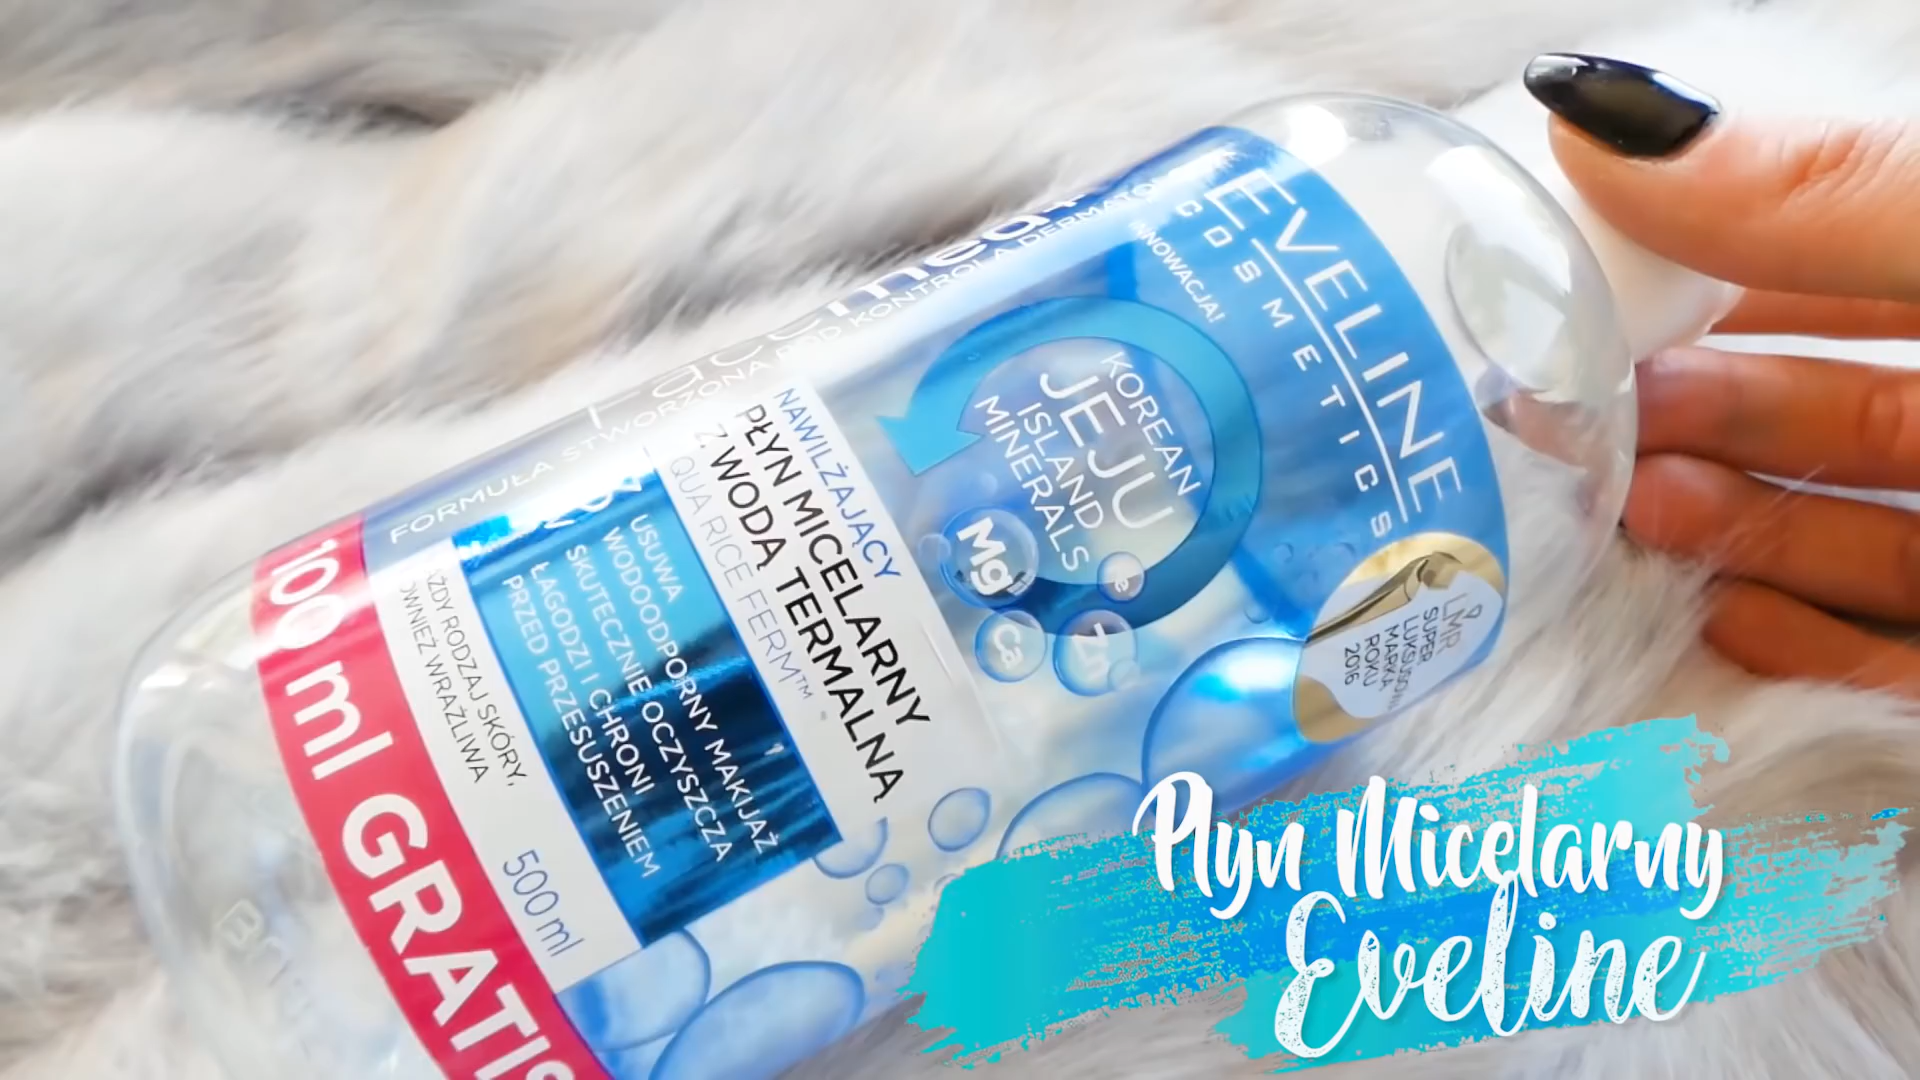 EVELINE
COSMETICS
INNOWACJA!
KOREAN
JEJU
ISLAND
MINERALS
Mg
Ca
Zn
LMR
SUPER
MARKA
ROKU
2016
FORMUŁA STWORZONA POD KONTROLĄ
NAWILŻAJĄCY
PŁYN MICELARNY
Z WODĄ TERMALNĄ
QUA RICE FERM™
USUWA
WODOODPORNY MAKIJAŻ
SKUTECZNIE OCZYSZCZA
ŁAGODZI I CHRONI
PRZED PRZESUSZENIEM
RODZAJ SKÓRY,
WRAŻLIWA
500 ml
100 ml GRATIS
Płyn Micelarny
Eveline